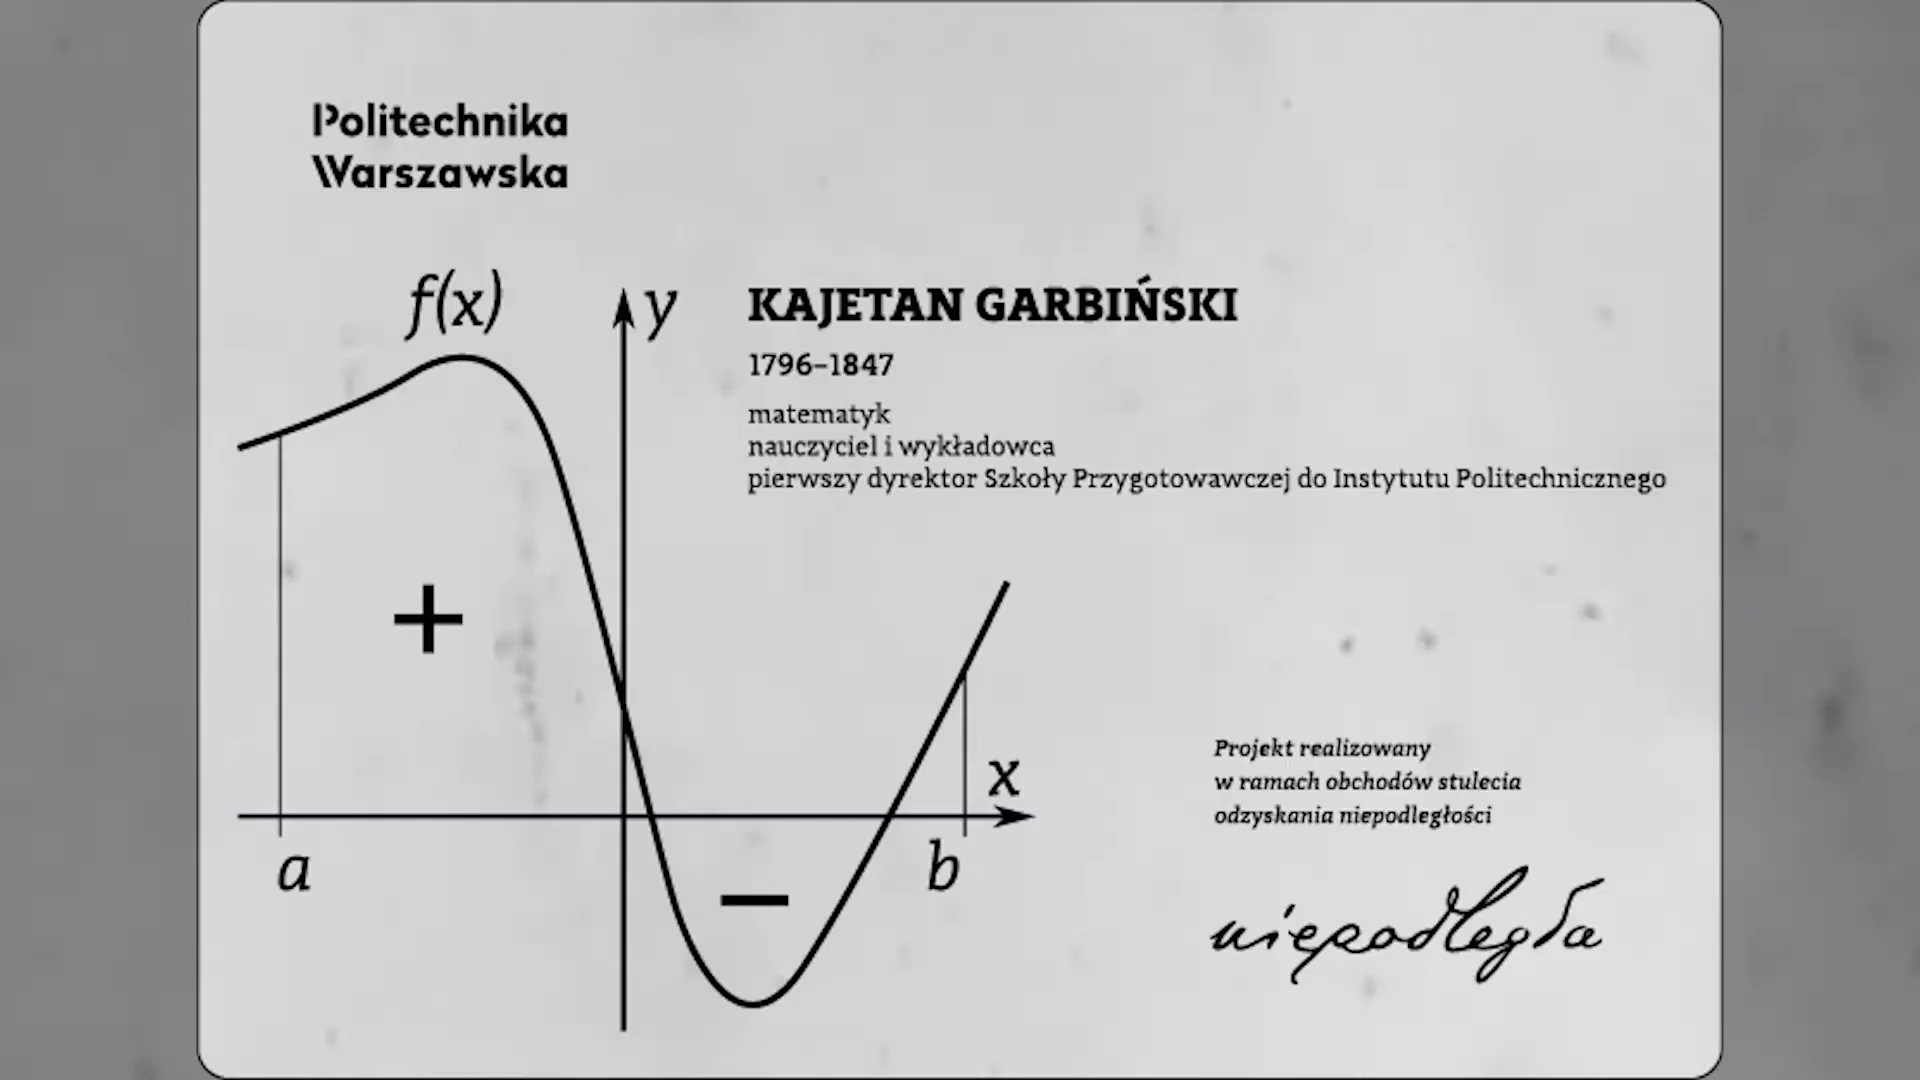 Politechnika
Warszawska
f(x)
y
KAJETAN GARBIŃSKI
1796–1847
matematyk
nauczyciel i wykładowca
pierwszy dyrektor Szkoły Przygotowawczej do Instytutu Politechnicznego
+
x
a
b
–
Projekt realizowany
w ramach obchodów stulecia
odzyskania niepodległości
niepodległa